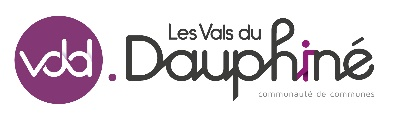 vdd.
Les Vals du
Dauphiné
communauté de communes